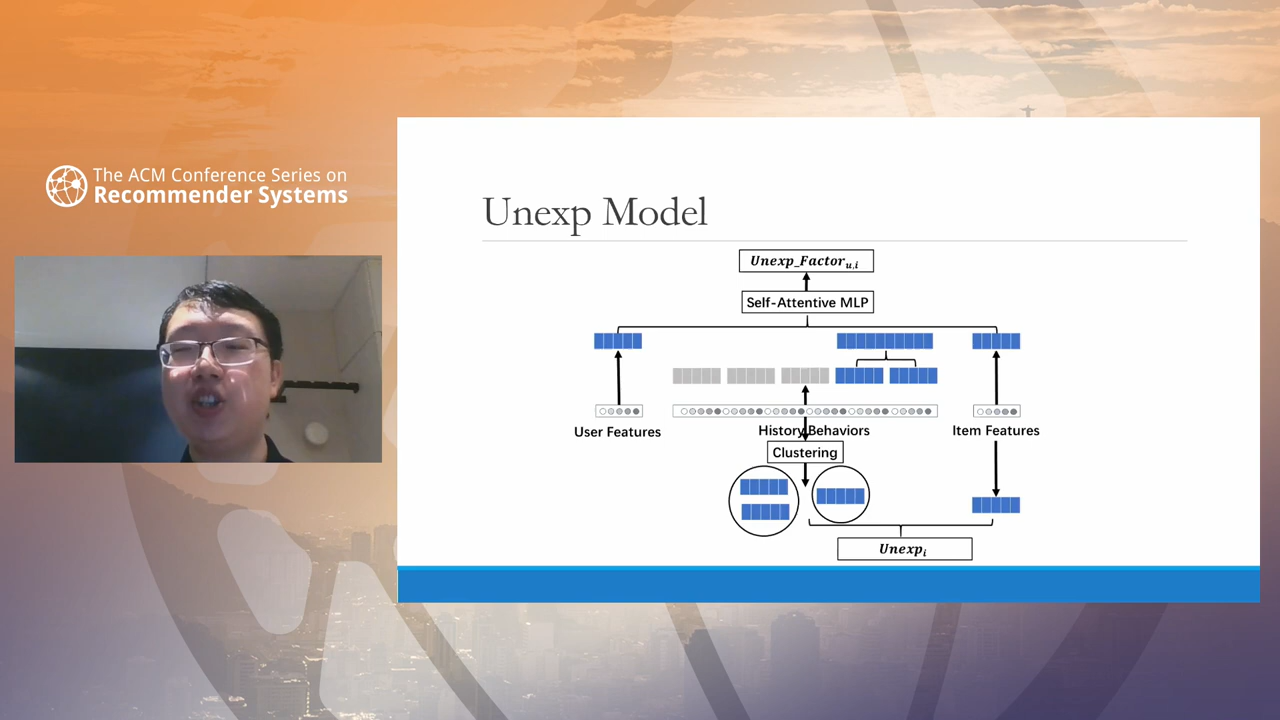 The ACM Conference Series on
Recommender Systems
Unexp Model
Unexp_Factor_{u,i}
Self-Attentive MLP
User Features
History Behaviors
Item Features
Clustering
Unexp_i